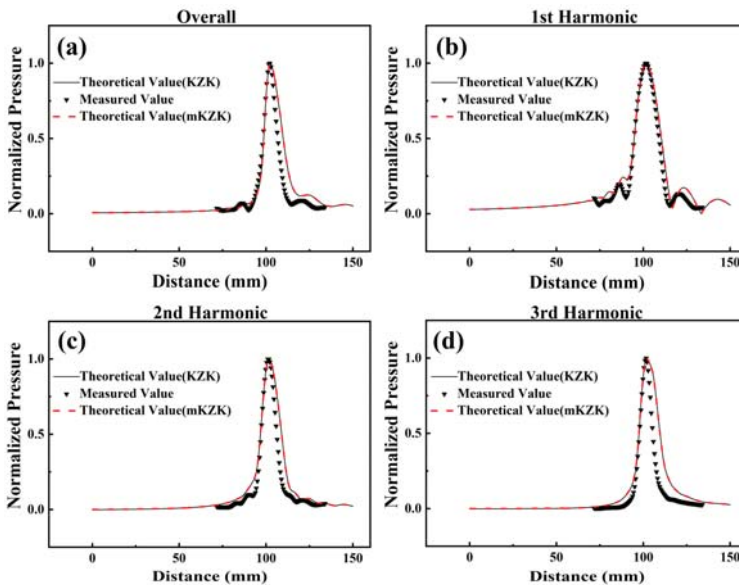 Overall
(a)
Theoretical Value(KZK)
Measured Value
Theoretical Value(mKZK)
Normalized Pressure
1.0
0.5
0.0
0
50
100
150
Distance (mm)
1st Harmonic
(b)
Theoretical Value(KZK)
Measured Value
Theoretical Value(mKZK)
Normalized Pressure
1.0
0.5
0.0
0
50
100
150
Distance (mm)
2nd Harmonic
(c)
Theoretical Value(KZK)
Measured Value
Theoretical Value(mKZK)
Normalized Pressure
1.0
0.5
0.0
0
50
100
150
Distance (mm)
3rd Harmonic
(d)
Theoretical Value(KZK)
Measured Value
Theoretical Value(mKZK)
Normalized Pressure
1.0
0.5
0.0
0
50
100
150
Distance (mm)